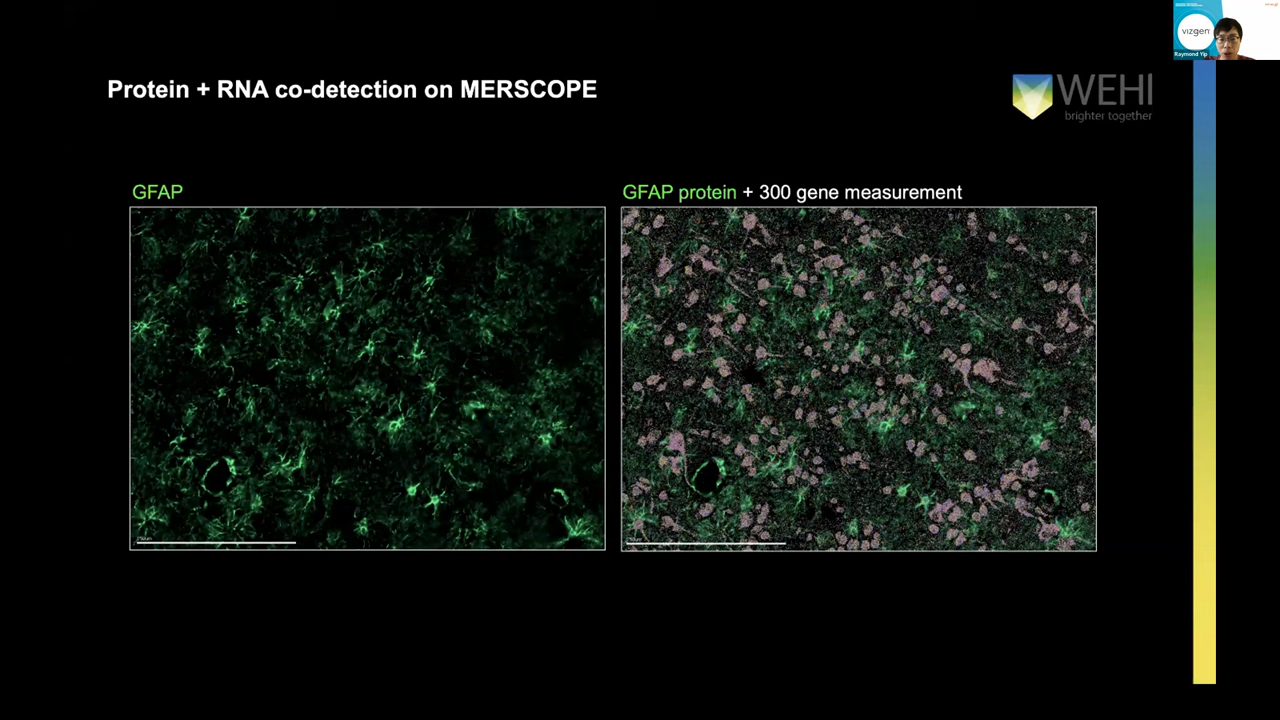 vizgen
Raymond Yip
Protein + RNA co-detection on MERSCOPE
WEHI
brighter together
GFAP
GFAP protein + 300 gene measurement